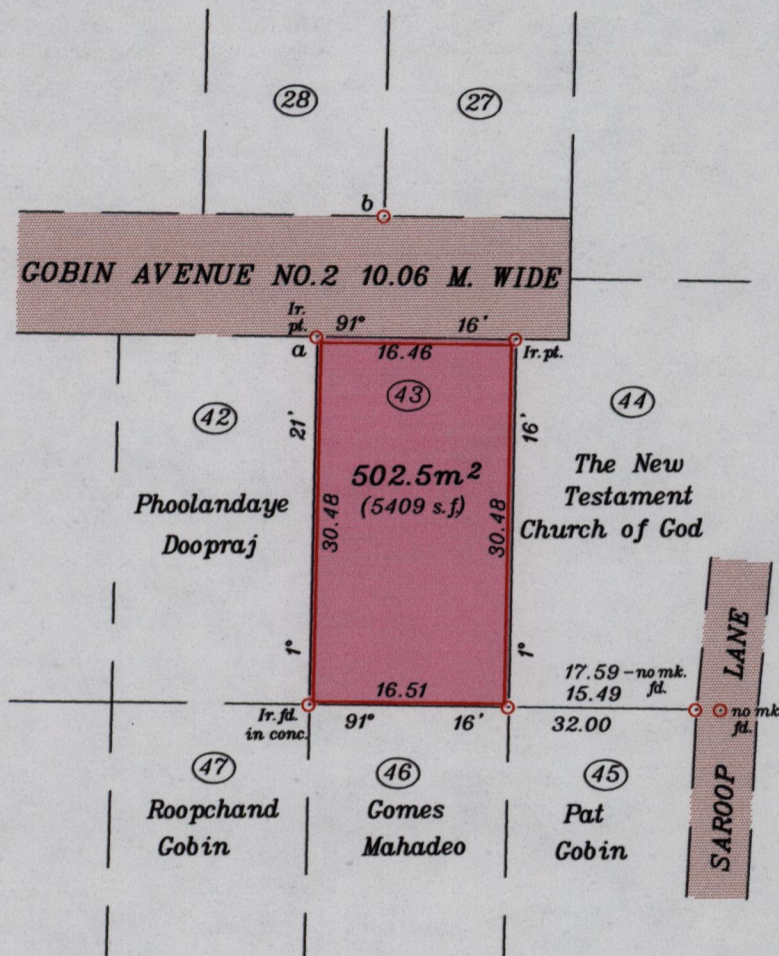 28
27
b
GOBIN AVENUE NO.2 10.06 M. WIDE
Ir.
pt.
91° 16'
a
16.46
Ir. pt.
43
42
44
21'
16'
502.5m²
(5409 s.f)
The New
Testament
Church of God
Phoolandaye
Doopraj
30.48
30.48
1°
1°
LANE
17.59 - no mk.
15.49 fd.
16.51
Ir. fd.
in conc.
91° 16'
32.00
no mk
fd.
47
46
45
Roopchand
Gobin
Gomes
Mahadeo
Pat
Gobin
SAROOP